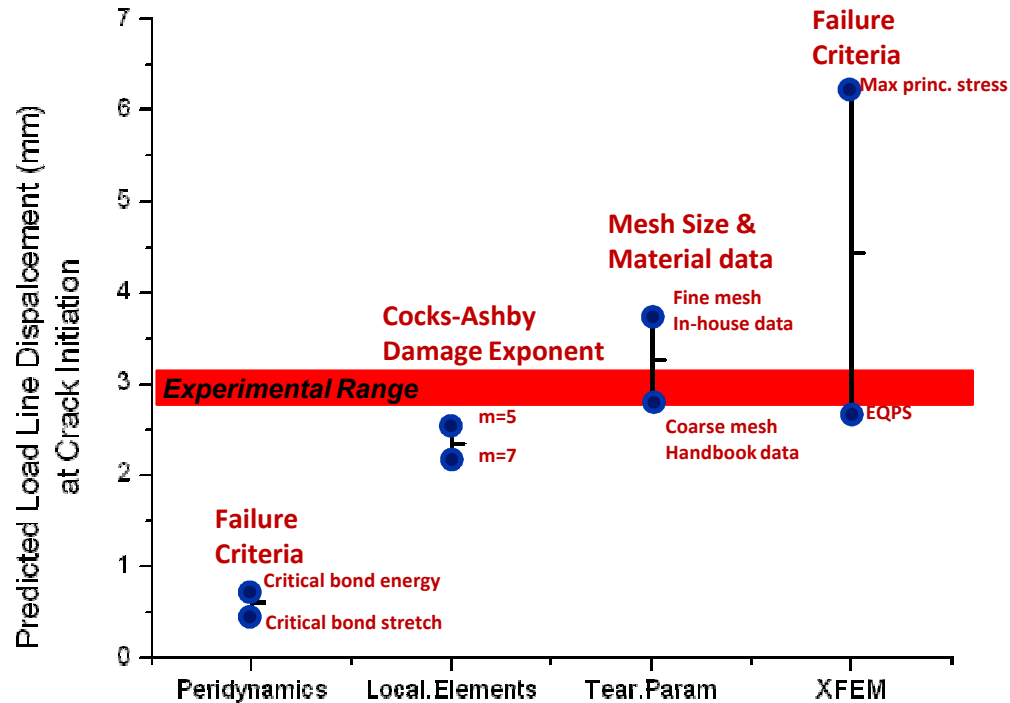 Predicted Load Line Dispalcement (mm)
at Crack Initiation
7
6
5
4
3
2
1
0
Failure
Criteria
Max princ. stress
Mesh Size &
Material data
Fine mesh
In-house data
Cocks-Ashby
Damage Exponent
Experimental Range
m=5
m=7
Coarse mesh
Handbook data
EQPS
Failure
Criteria
Critical bond energy
Critical bond stretch
Peridynamics
Local.Elements
Tear.Param
XFEM